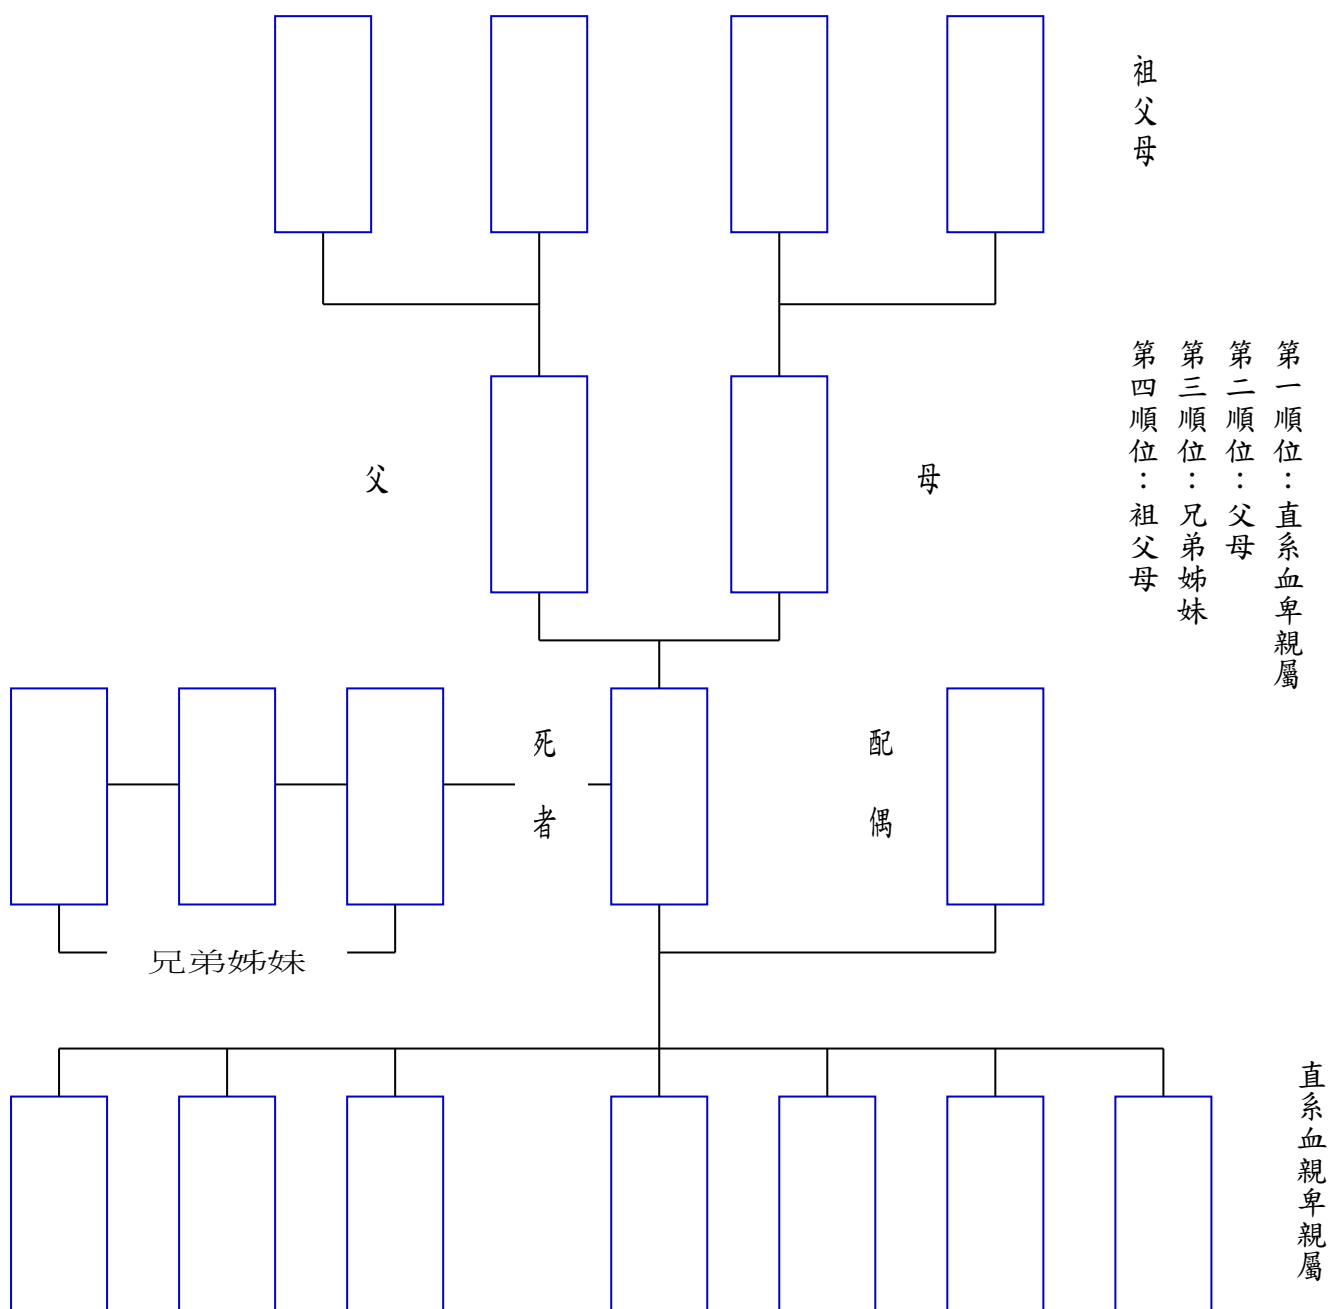 祖父母
第一順位：直系血卑親屬
第二順位：父母
第三順位：兄弟姊妹
第四順位：祖父母
父
母
死者
配偶
兄弟姊妹
直系血親卑親屬